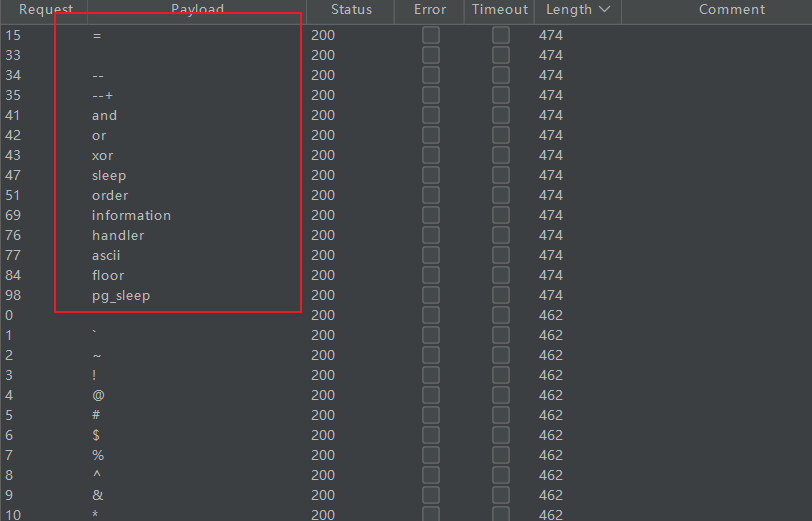 Request Payload Status Error Timeout Length Comment
15 = 200 474
33 200 474
34 -- 200 474
35 --+ 200 474
41 and 200 474
42 or 200 474
43 xor 200 474
47 sleep 200 474
51 order 200 474
69 information 200 474
76 handler 200 474
77 ascii 200 474
84 floor 200 474
98 pg_sleep 200 474
0 200 462
1 ` 200 462
2 ~ 200 462
3 ! 200 462
4 @ 200 462
5 # 200 462
6 $ 200 462
7 % 200 462
8 ^ 200 462
9 & 200 462
10 * 200 462